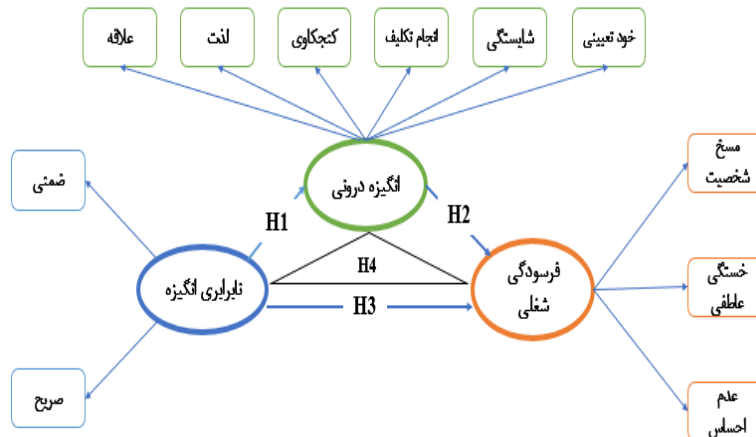 خود تعیینی
شایستگی
انجام تکلیف
کنجکاوی
لذت
علاقه
مسخ
شخصیت
انگیزه درونی
ضمنی
H1
H2
خستگی
عاطفی
H4
فرسودگی
شغلی
نابرابری انگیزه
H3
صریح
عدم
احساس